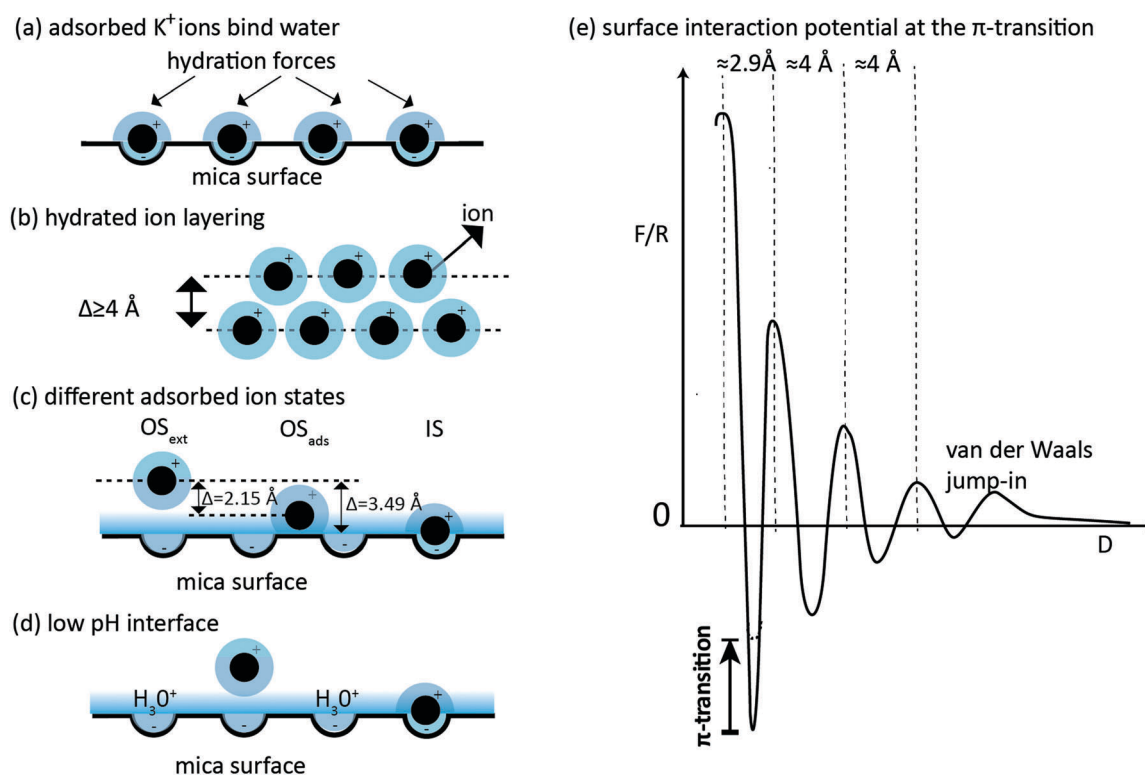 (a) adsorbed K⁺ ions bind water
hydration forces
+ + + +
- - - -
mica surface
(b) hydrated ion layering
ion
+ + +
Δ≥4 Å
+ + + +
(c) different adsorbed ion states
OSext OSads IS
+
Δ=2.15 Å + Δ=3.49 Å +
- - - -
mica surface
(d) low pH interface
+
H₃0⁺ H₃0⁺ +
- - - -
mica surface
(e) surface interaction potential at the π-transition
≈2.9Å ≈4 Å ≈4 Å
F/R
van der Waals
jump-in
0
D
π-transition